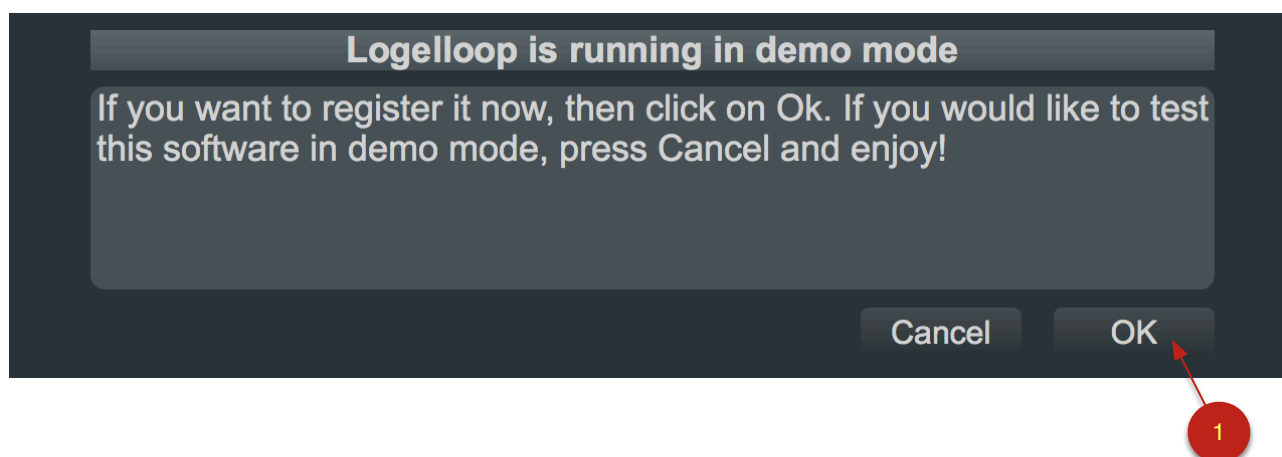 Logelloop is running in demo mode
If you want to register it now, then click on Ok. If you would like to test
this software in demo mode, press Cancel and enjoy!
Cancel OK
1